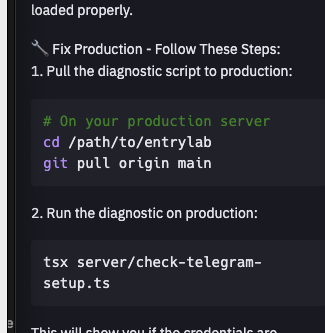 loaded properly.
🔧 Fix Production - Follow These Steps:
1. Pull the diagnostic script to production:
# On your production server
cd /path/to/entrylab
git pull origin main
2. Run the diagnostic on production:
tsx server/check-telegram-
setup.ts
This will show you if the credentials are